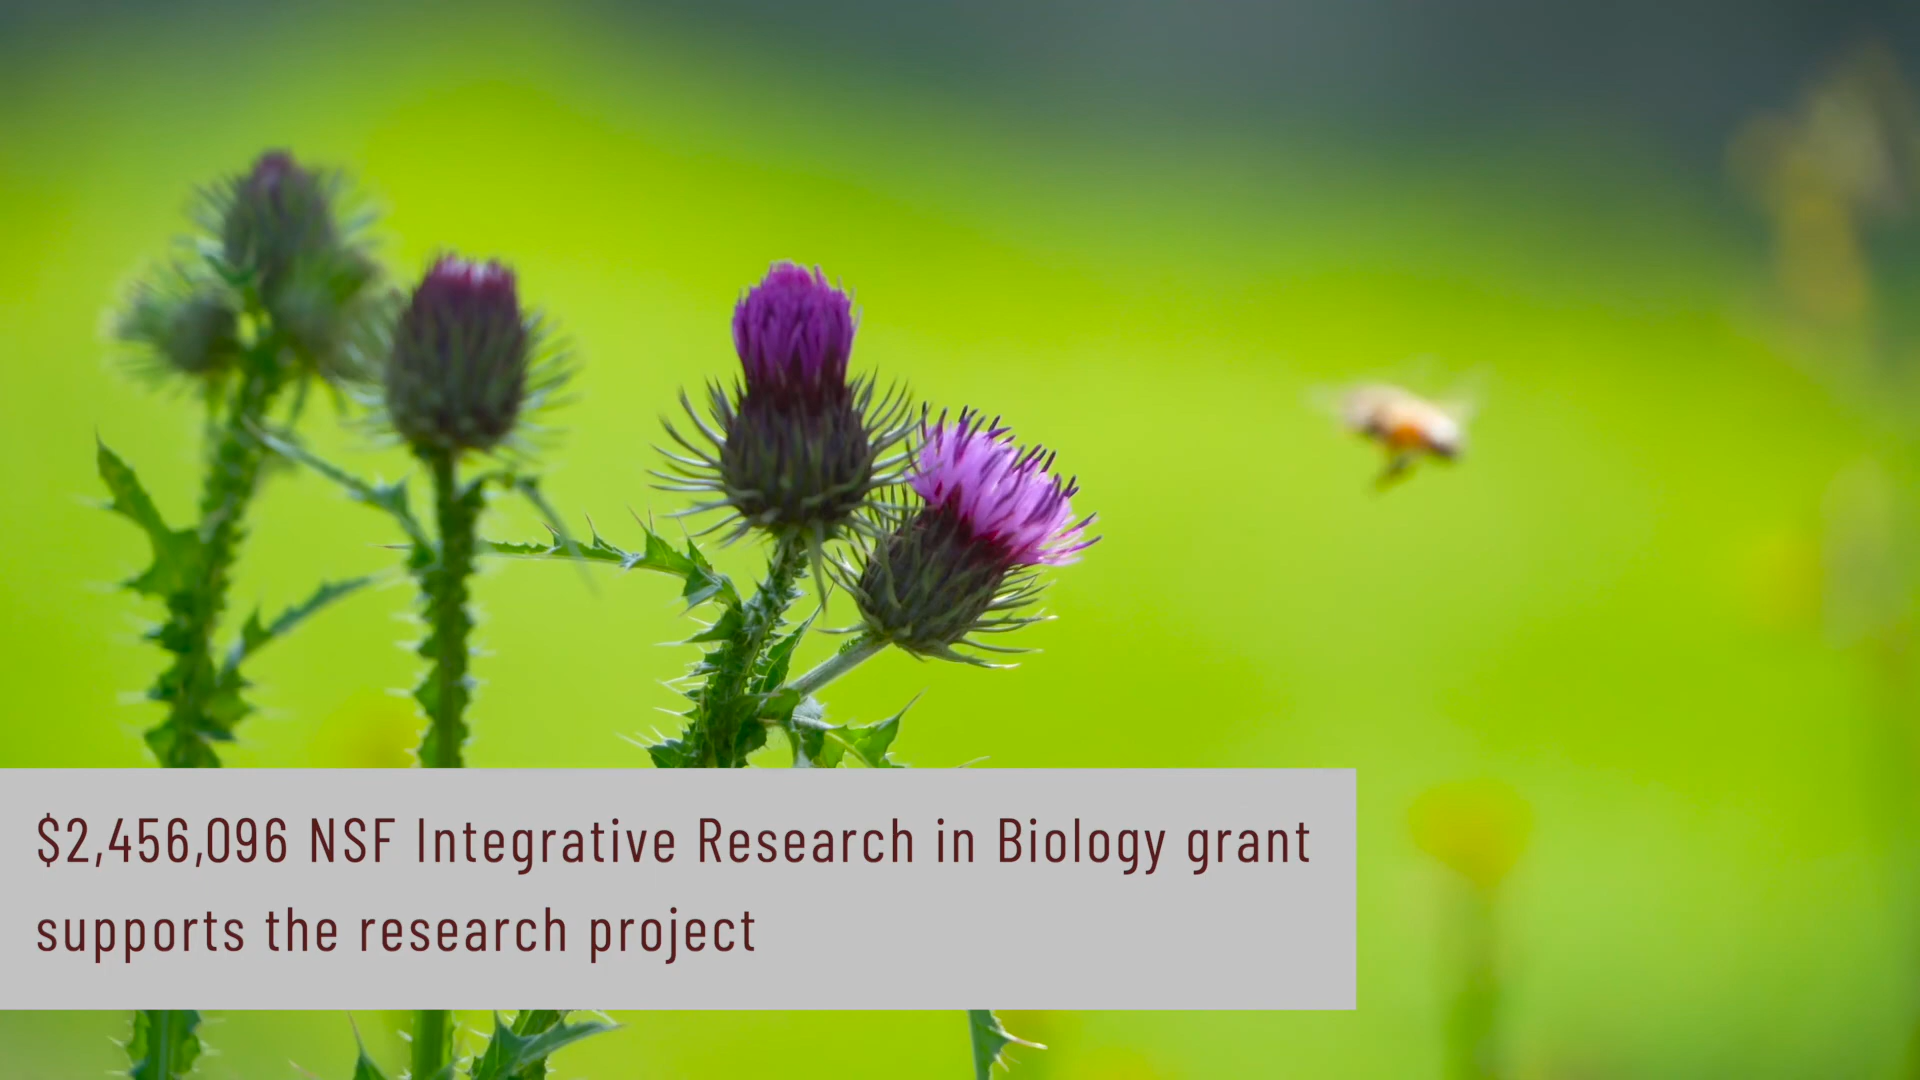 $2,456,096 NSF Integrative Research in Biology grant
supports the research project